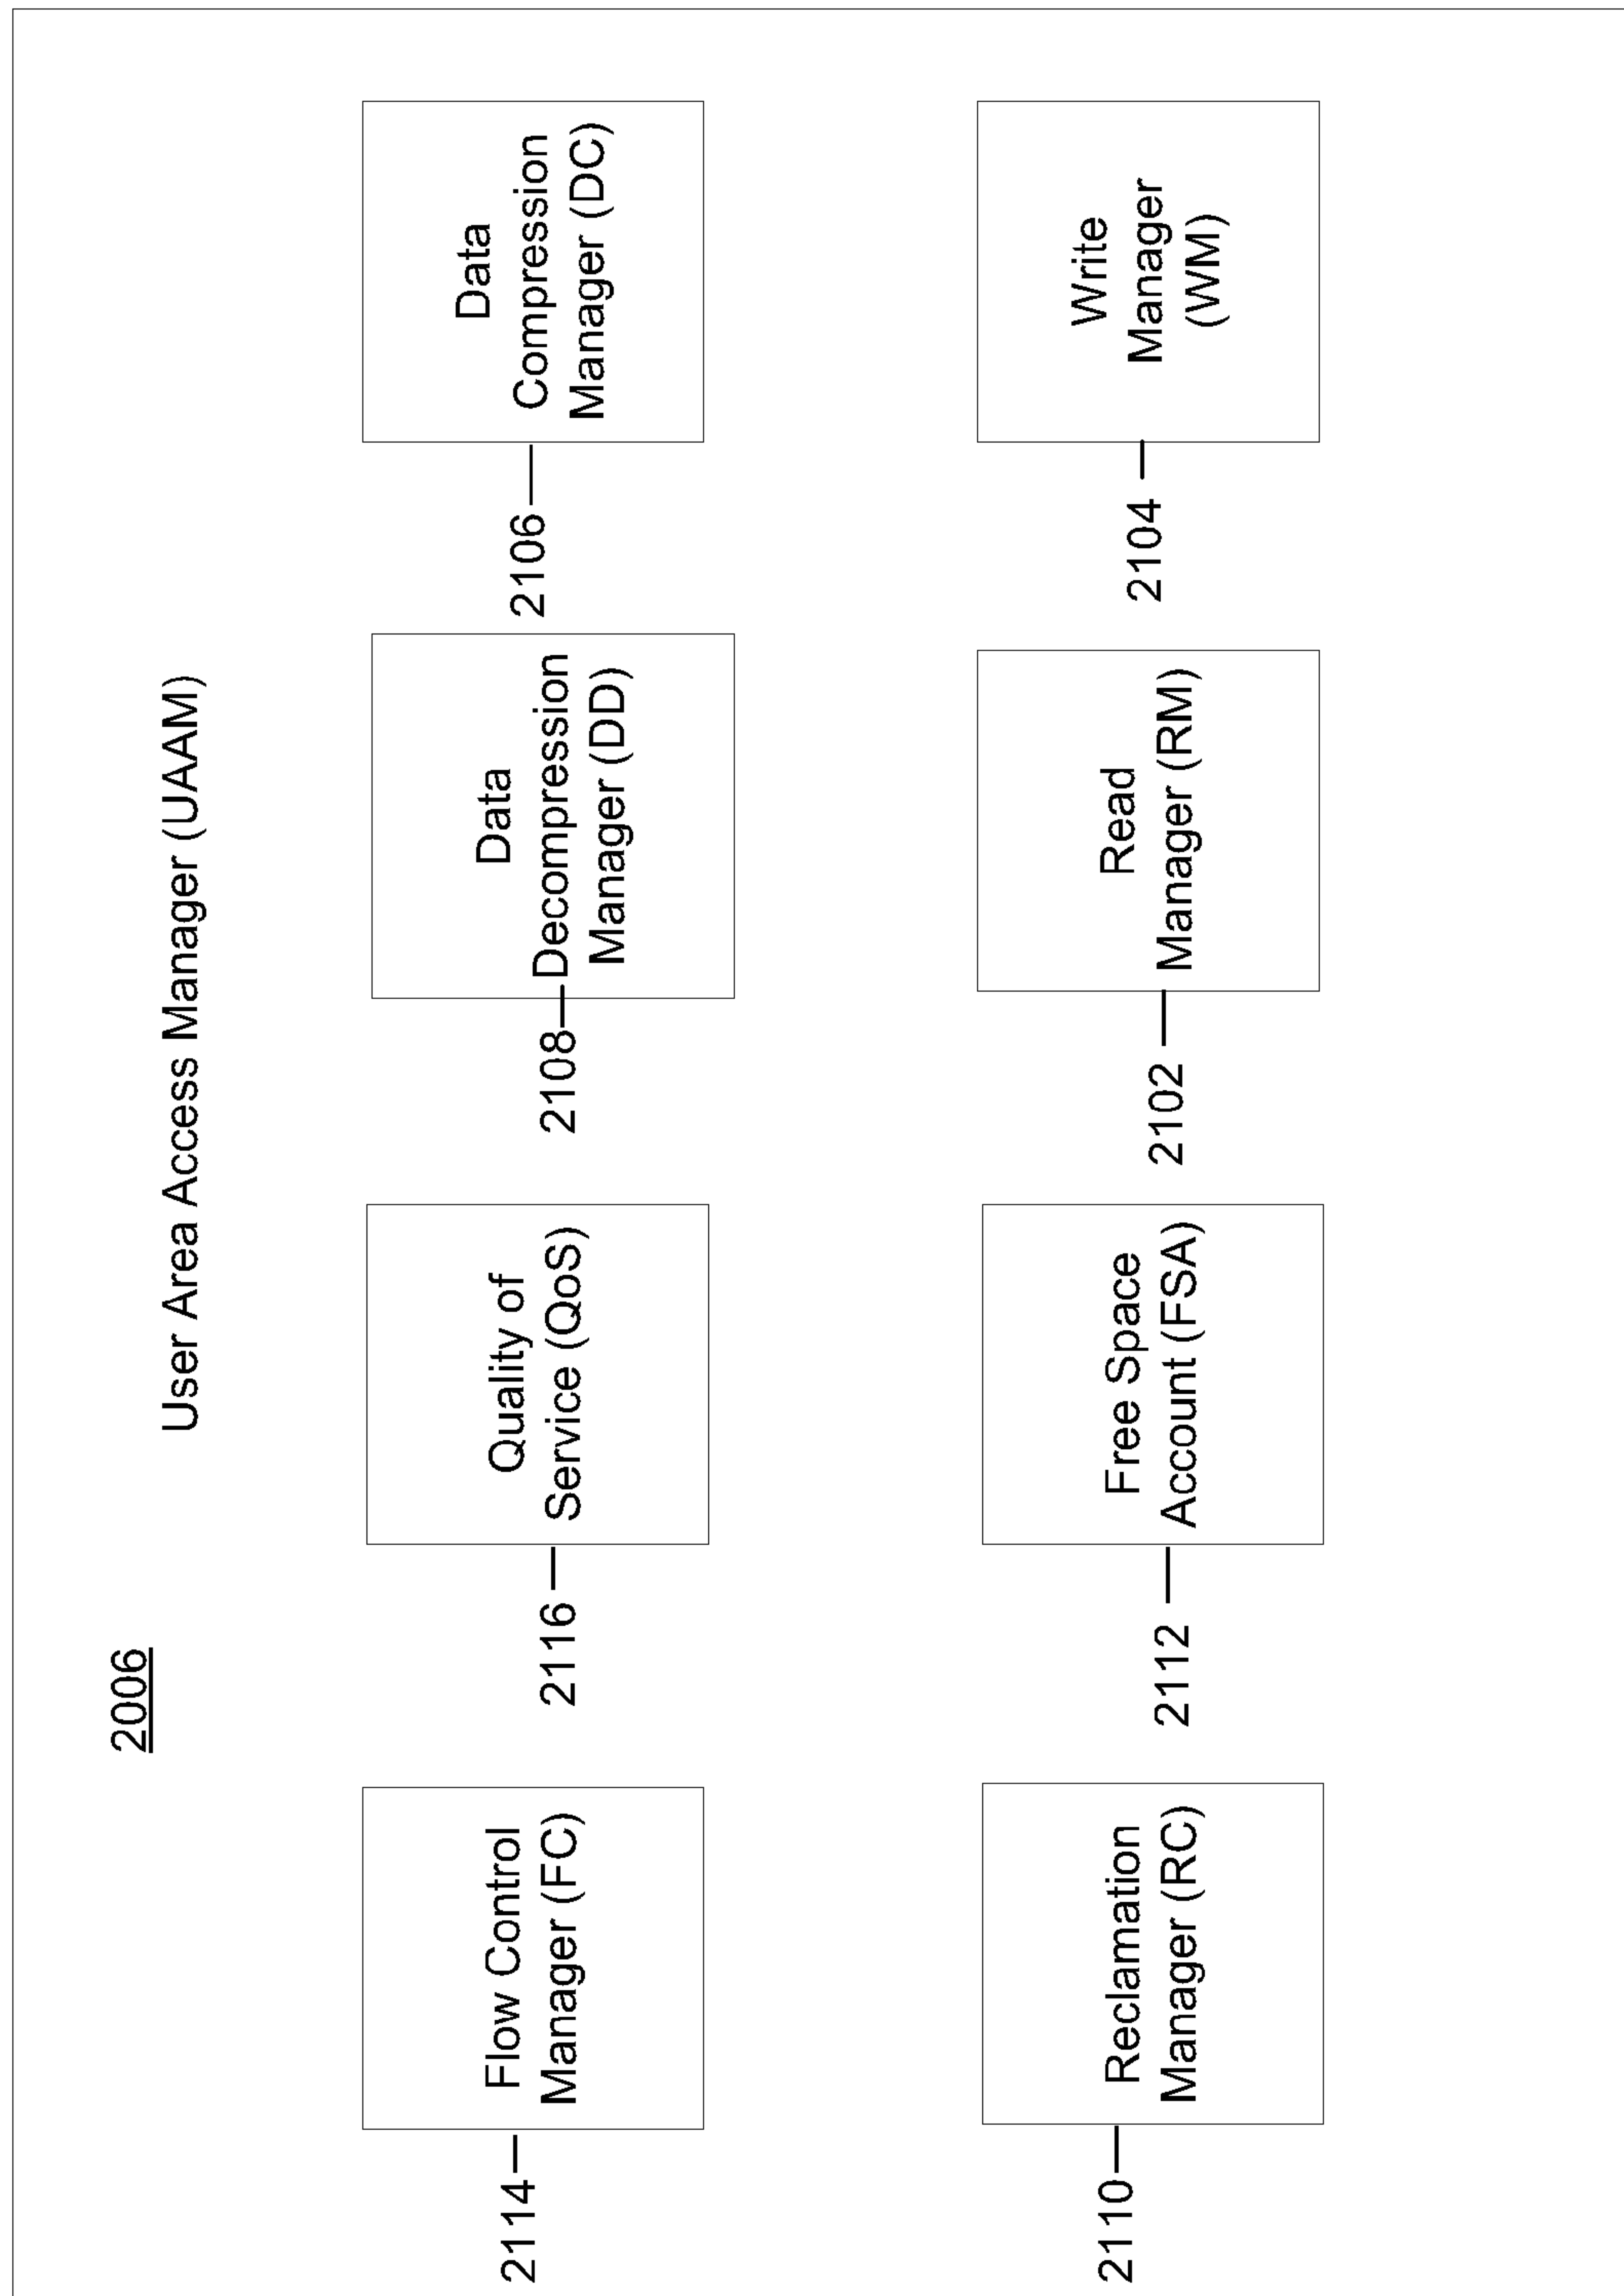 2006
User Area Access Manager (UAAM)
2114
Flow Control
Manager (FC)
2116
Quality of
Service (QoS)
2108
Data
Decompression
Manager (DD)
2106
Data
Compression
Manager (DC)
2110
Reclamation
Manager (RC)
2112
Free Space
Account (FSA)
2102
Read
Manager (RM)
2104
Write
Manager
(WM)